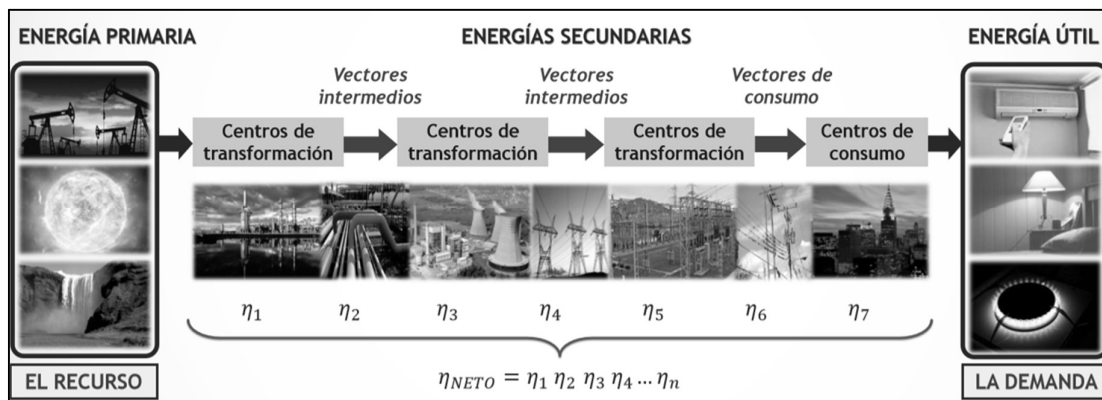 ENERGÍA PRIMARIA
ENERGÍAS SECUNDARIAS
ENERGÍA ÚTIL
Vectores
intermedios
Vectores
intermedios
Vectores de
consumo
Centros de
transformación
Centros de
transformación
Centros de
transformación
Centros de
consumo
η1 η2 η3 η4 η5 η6 η7
ηNETO = η1 η2 η3 η4 … ηn
EL RECURSO
LA DEMANDA